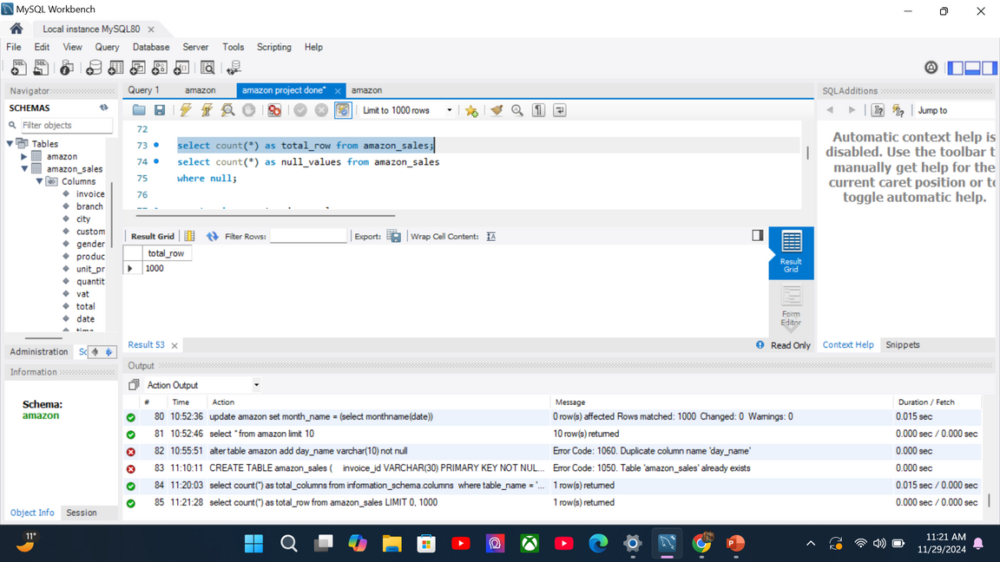 MySQL Workbench
Local instance MySQL80
File Edit View Query Database Server Tools Scripting Help
Navigator
SCHEMAS
Filter objects
Tables
amazon
amazon_sales
Columns
invoice
branch
city
custom
gender
produc
unit_pr
quantit
vat
total
date
Administration
Information
Schema:
amazon
Object Info Session
Query 1 amazon amazon project done* amazon
Limit to 1000 rows
72
73 select count(*) as total_row from amazon_sales;
74 select count(*) as null_values from amazon_sales
75 where null;
76
Result Grid Filter Rows: Export: Wrap Cell Content:
total_row
1000
Result Grid
Form Editor
Result 53
Read Only
SQLAdditions
Jump to
Automatic context help is
disabled. Use the toolbar t
manually get help for the
current caret position or to
toggle automatic help.
Context Help Snippets
Output
Action Output
# Time Action Message Duration / Fetch
80 10:52:36 update amazon set month_name = (select monthname(date)) 0 row(s) affected Rows matched: 1000 Changed: 0 Warnings: 0 0.015 sec
81 10:52:46 select * from amazon limit 10 10 row(s) returned 0.000 sec / 0.000 sec
82 10:55:51 alter table amazon add day_name varchar(10) not null Error Code: 1060. Duplicate column name 'day_name' 0.000 sec
83 11:10:11 CREATE TABLE amazon_sales ( invoice_id VARCHAR(30) PRIMARY KEY NOT NUL... Error Code: 1050. Table 'amazon_sales' already exists 0.000 sec
84 11:20:03 select count(*) as total_columns from information_schema.columns where table_name = '... 1 row(s) returned 0.015 sec / 0.000 sec
85 11:21:28 select count(*) as total_row from amazon_sales LIMIT 0, 1000 1 row(s) returned 0.000 sec / 0.000 sec
11°
11:21 AM
11/29/2024